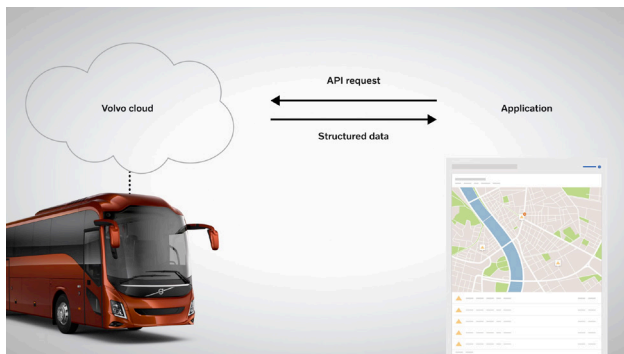 API request
Volvo cloud
Application
Structured data